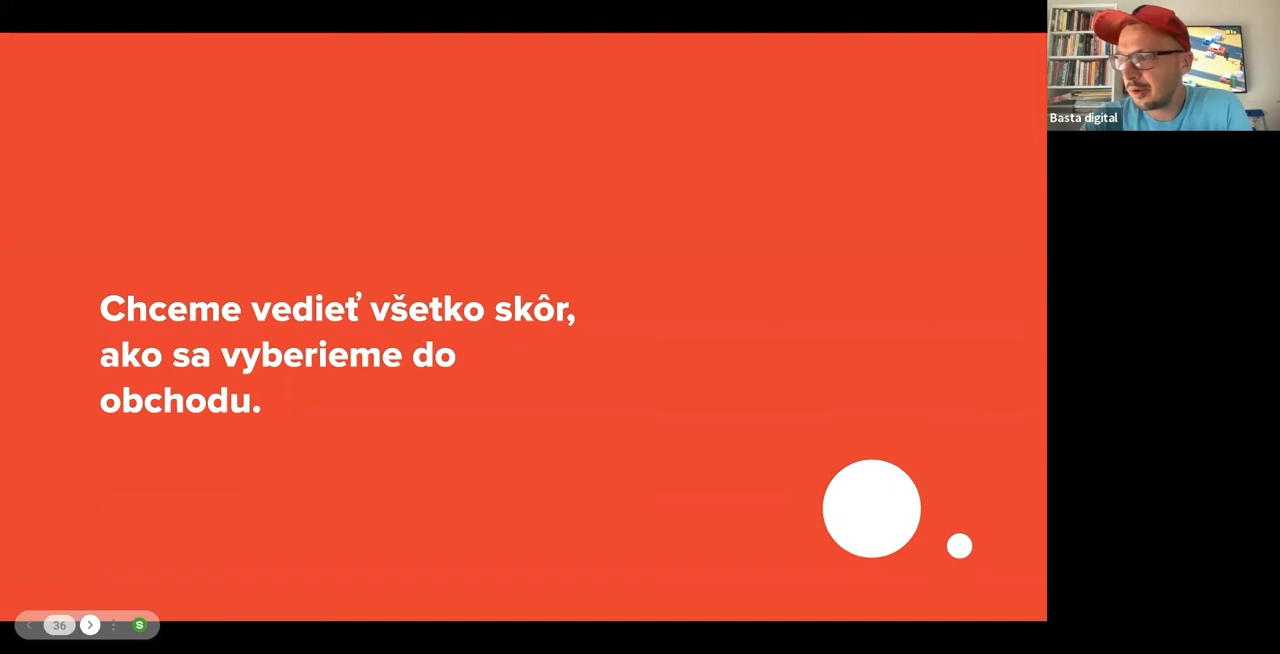 Chceme vedieť všetko skôr,
ako sa vyberieme do
obchodu.
Basta digital
36
S